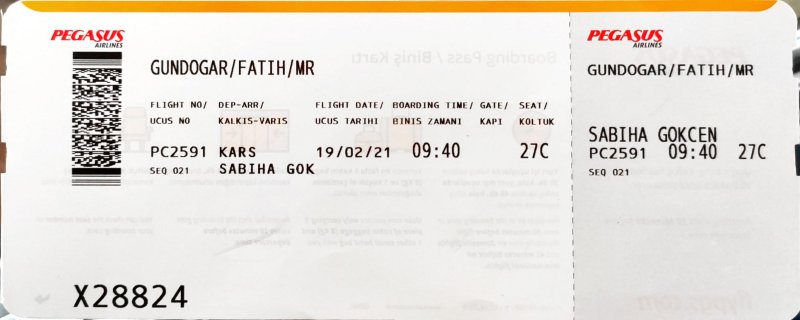 PEGASUS
AIRLINES
GUNDOGAR/FATIH/MR
FLIGHT NO/ DEP-ARR/ FLIGHT DATE/ BOARDING TIME/ GATE/ SEAT/
UCUS NO KALKIS-VARIS UCUS TARIHI BINIS ZAMANI KAPI KOLTUK
PC2591 KARS 19/02/21 09:40 27C
SEQ 021 SABIHA GOK
X28824
PEGASUS
AIRLINES
GUNDOGAR/FATIH/MR
SABIHA GOKCEN
PC2591 09:40 27C
SEQ 021
Boarding Pass / Biniş Kartı